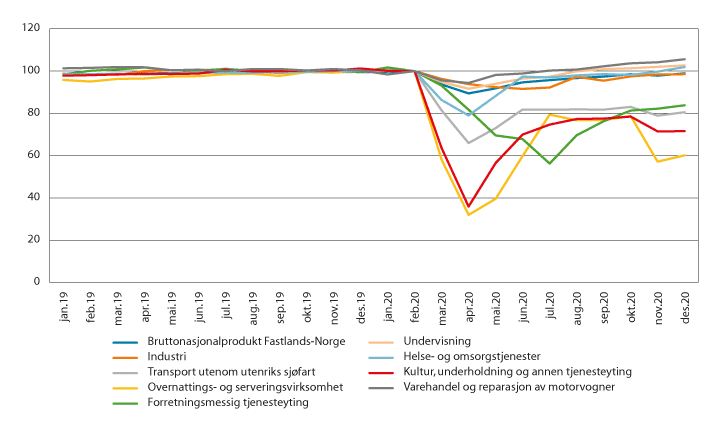 120
100
80
60
40
20
0
jan.19
feb.19
mar.19
apr.19
mai.19
jun.19
jul.19
aug.19
sep.19
okt.19
nov.19
des.19
jan.20
feb.20
mar.20
apr.20
mai.20
jun.20
jul.20
aug.20
sep.20
okt.20
nov.20
des.20
Bruttonasjonalprodukt Fastlands-Norge
Industri
Transport utenom utenriks sjøfart
Overnattings- og serveringsvirksomhet
Forretningsmessig tjenesteyting
Undervisning
Helse- og omsorgstjenester
Kultur, underholdning og annen tjenesteyting
Varehandel og reparasjon av motorvogner